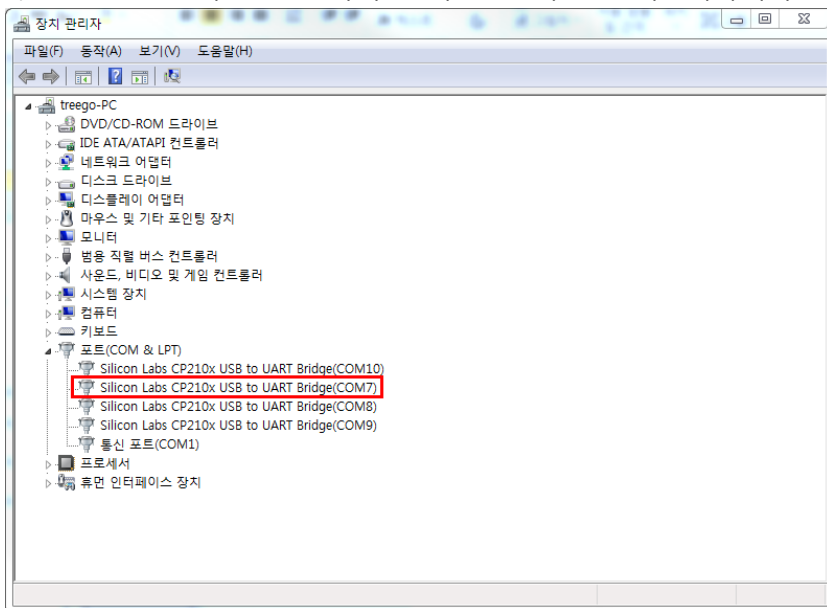 장치 관리자
파일(F) 동작(A) 보기(V) 도움말(H)
treego-PC
DVD/CD-ROM 드라이브
IDE ATA/ATAPI 컨트롤러
네트워크 어댑터
디스크 드라이브
디스플레이 어댑터
마우스 및 기타 포인팅 장치
모니터
범용 직렬 버스 컨트롤러
사운드, 비디오 및 게임 컨트롤러
시스템 장치
컴퓨터
키보드
포트(COM & LPT)
Silicon Labs CP210x USB to UART Bridge(COM10)
Silicon Labs CP210x USB to UART Bridge(COM7)
Silicon Labs CP210x USB to UART Bridge(COM8)
Silicon Labs CP210x USB to UART Bridge(COM9)
통신 포트(COM1)
프로세서
휴먼 인터페이스 장치